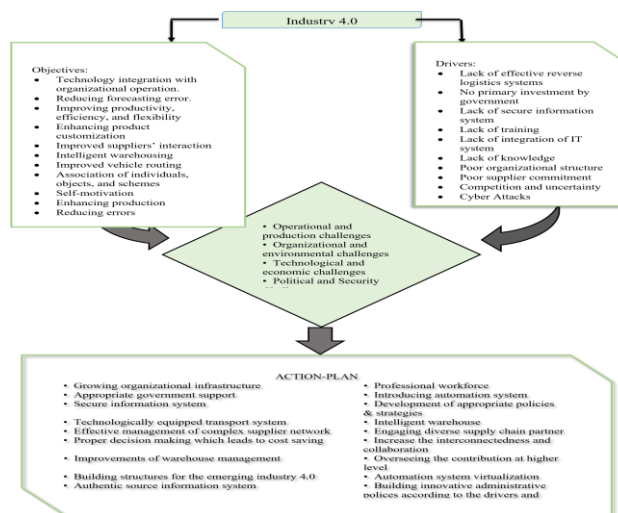 Industry 4.0
Objectives:
• Technology integration with
organizational operation.
• Reducing forecasting error.
• Improving productivity,
efficiency, and flexibility
• Enhancing product
customization
• Improved suppliers' interaction
• Intelligent warehousing
• Improved vehicle routing
• Association of individuals,
objects, and schemes
• Self-motivation
• Enhancing production
• Reducing errors
Drivers:
• Lack of effective reverse
logistics systems
• No primary investment by
government
• Lack of secure information
system
• Lack of training
• Lack of integration of IT
system
• Lack of knowledge
• Poor organizational structure
• Poor supplier commitment
• Competition and uncertainty
• Cyber Attacks
• Operational and
production challenges
• Organizational and
environmental challenges
• Technological and
economic challenges
• Political and Security
ACTION-PLAN
• Growing organizational infrastructure
• Appropriate government support
• Secure information system
• Technologically equipped transport system
• Effective management of complex supplier network
• Proper decision making which leads to cost saving
• Improvements of warehouse management
• Building structures for the emerging industry 4.0
• Authentic source information system
• Professional workforce
• Introducing automation system
• Development of appropriate policies
& strategies
• Intelligent warehouse
• Engaging diverse supply chain partner
• Increase the interconnectedness and
collaboration
• Overseeing the contribution at higher
level
• Automation system virtualization
• Building innovative administrative
polices according to the drivers and